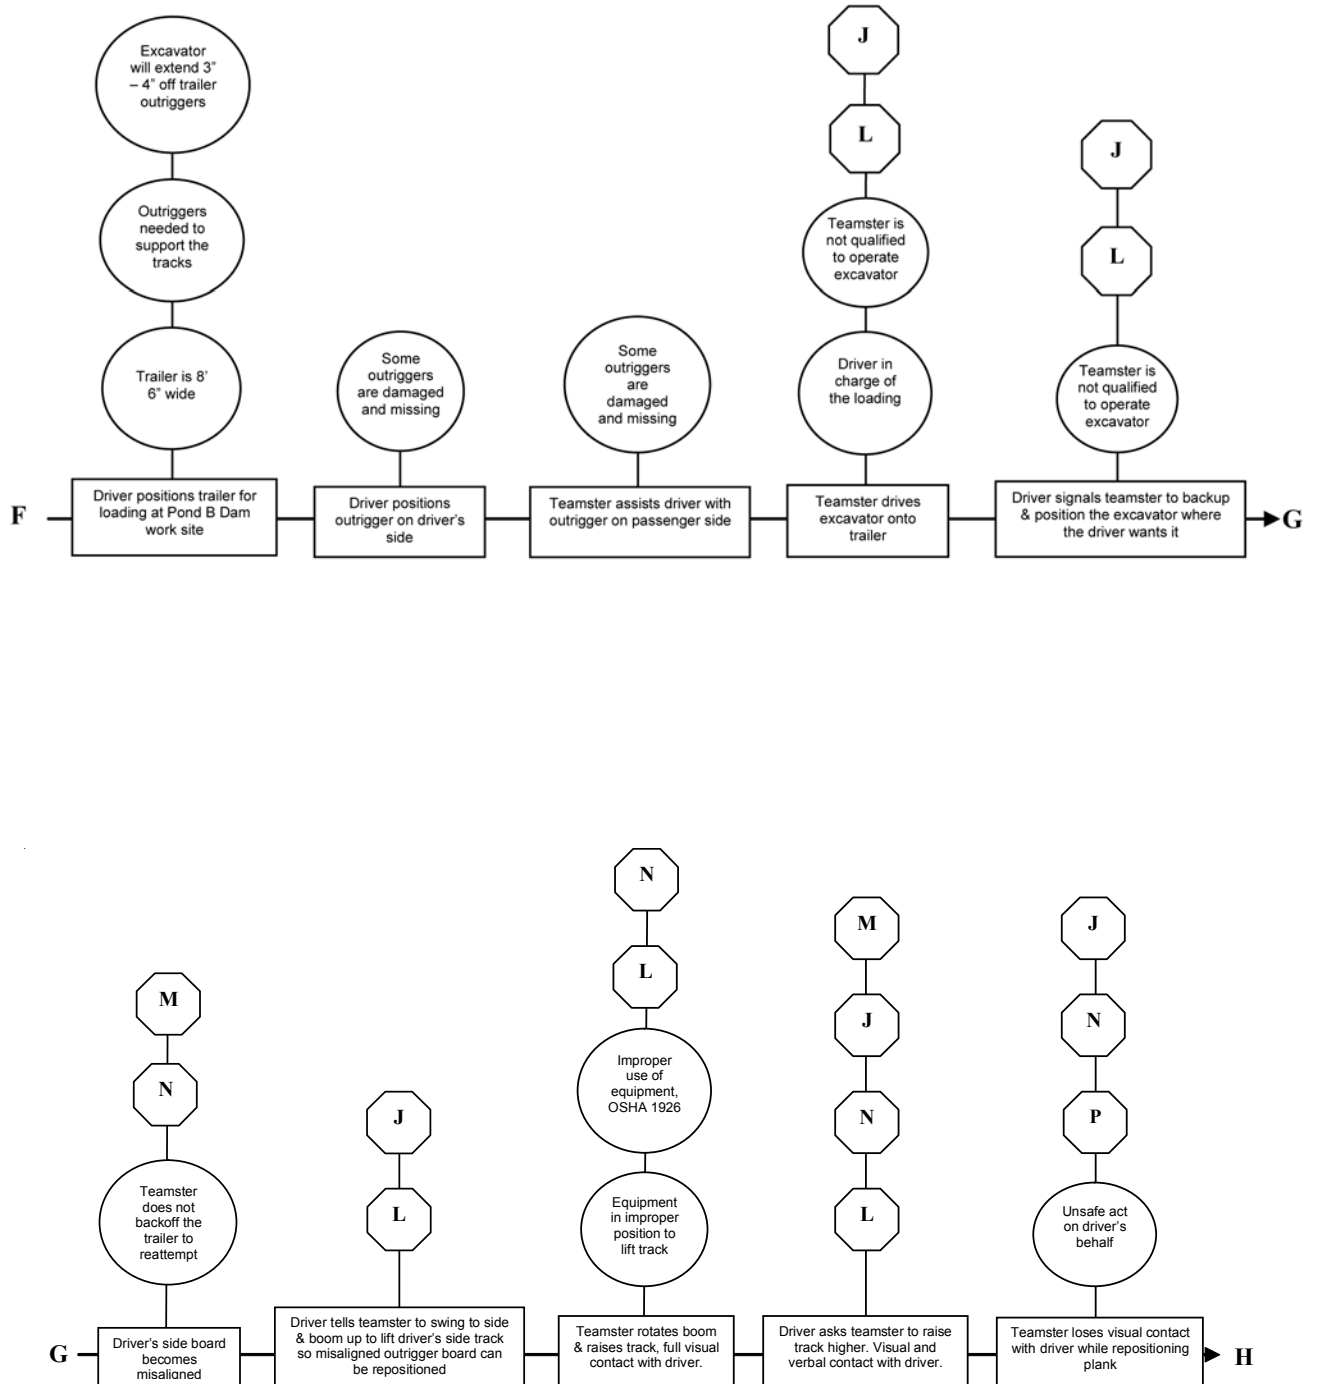 Excavator
will extend 3”
– 4” off trailer
outriggers
Outriggers
needed to
support the
tracks
Trailer is 8’
6” wide
Some
outriggers
are damaged
and missing
Some
outriggers
are
damaged
and missing
J
L
Teamster is
not qualified
to operate
excavator
Driver in
charge of
the loading
J
L
Teamster is
not qualified
to operate
excavator
F
Driver positions trailer for
loading at Pond B Dam
work site
Driver positions
outrigger on driver’s
side
Teamster assists driver with
outrigger on passenger side
Teamster drives
excavator onto
trailer
Driver signals teamster to backup
& position the excavator where
the driver wants it
G
M
N
Teamster
does not
backoff the
trailer to
reattempt
J
L
N
L
Improper
use of
equipment,
OSHA 1926
Equipment
in improper
position to
lift track
M
J
N
L
J
N
P
Unsafe act
on driver’s
behalf
G
Driver’s side board
becomes
misaligned
Driver tells teamster to swing to side
& boom up to lift driver’s side track
so misaligned outrigger board can
be repositioned
Teamster rotates boom
& raises track, full visual
contact with driver.
Driver asks teamster to raise
track higher. Visual and
verbal contact with driver.
Teamster loses visual contact
with driver while repositioning
plank
H